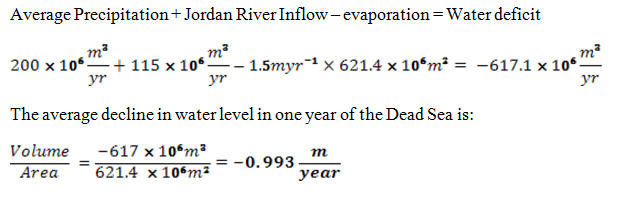 Average Precipitation + Jordan River Inflow – evaporation = Water deficit
200 x 10⁶ m³/yr + 115 x 10⁶ m³/yr – 1.5myr⁻¹ × 621.4 x 10⁶m² = −617.1 x 10⁶ m³/yr
The average decline in water level in one year of the Dead Sea is:
Volume/Area = −617 x 10⁶m³/621.4 x 10⁶m² = −0.993 m/year